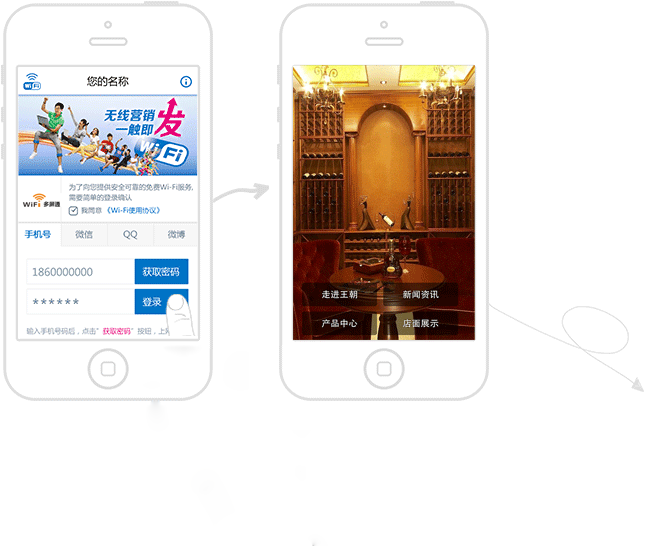 WiFi
您的名称
无线营销
一触即发
WiFi
为了向您提供安全可靠的免费Wi-Fi服务,
需要简单的登录确认
我同意 《Wi-Fi使用协议》
WiFi 多屏通
手机号 微信 QQ 微博
1860000000 获取密码
****** 登录
输入手机号码后，点击“获取密码”按钮，上
走进王朝 新闻资讯
产品中心 店面展示